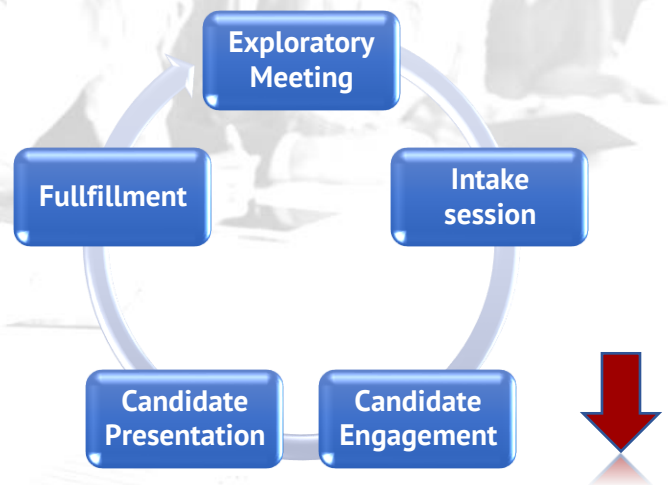 Exploratory
Meeting
Intake
session
Candidate
Engagement
Candidate
Presentation
Fullfillment